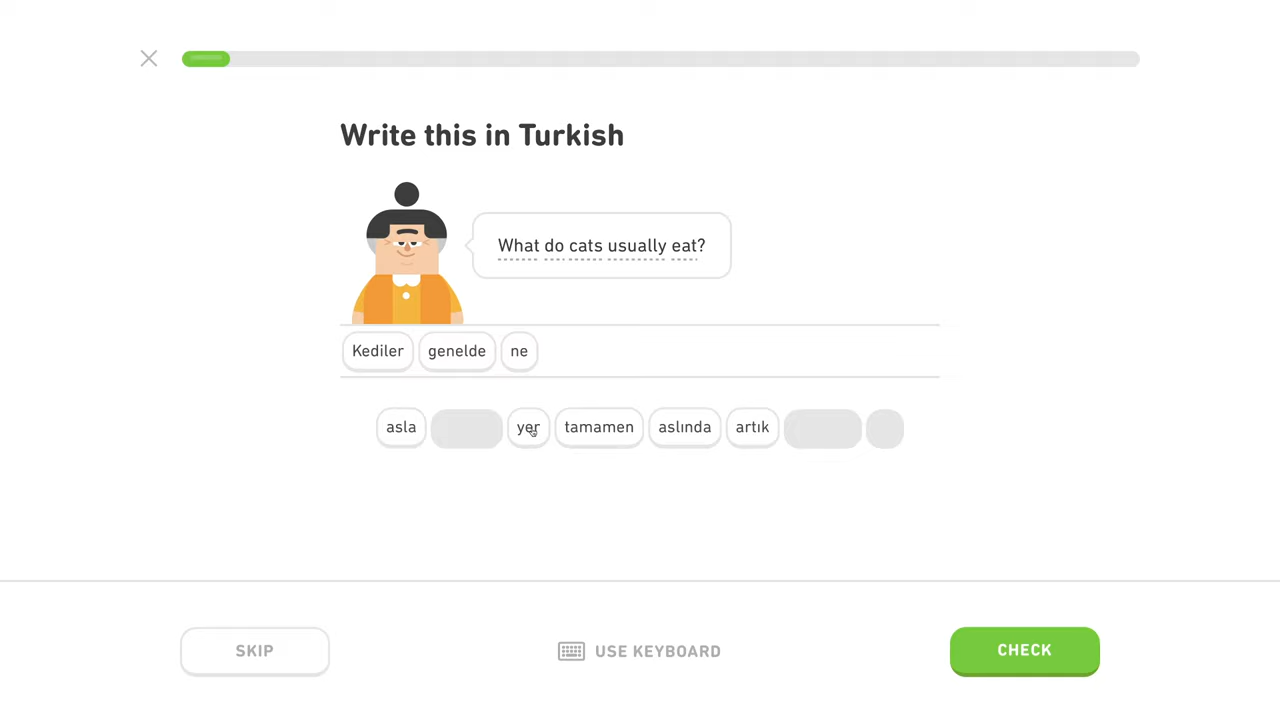 Write this in Turkish
What do cats usually eat?
Kediler genelde ne
asla yer tamamen aslında artık
SKIP USE KEYBOARD CHECK